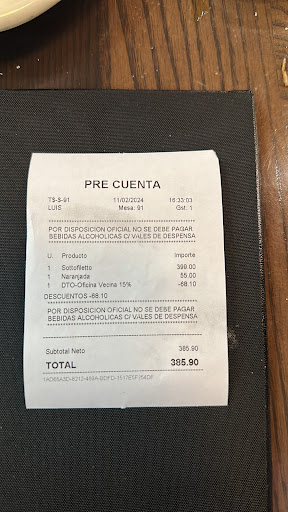 PRE CUENTA
T$-$-91 11/02/2024 16:33:03
LUIS Mesa: 91 Gst: 1
POR DISPOSICION OFICIAL NO SE DEBE PAGAR
BEBIDAS ALCOHOLICAS C/ VALES DE DESPENSA
U. Producto Importe
1 Sottofiletto 399.00
1 Naranjada 55.00
1 DTO-Oficina Vecina 15% -68.10
DESCUENTOS -68.10
POR DISPOSICION OFICIAL NO SE DEBE PAGAR
BEBIDAS ALCOHOLICAS C/ VALES DE DESPENSA
Subtotal Neto 385.90
TOTAL 385.90